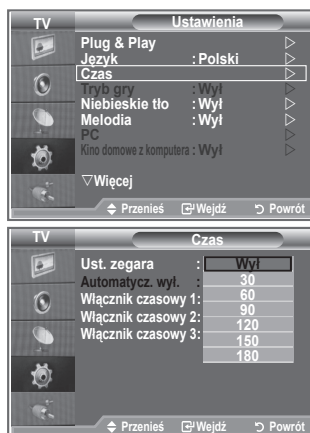 TV Ustawienia
Plug & Play
Język : Polski
Czas
Tryb gry : Wył
Niebieskie tło : Wył
Melodia : Wył
PC
Kino domowe z komputera : Wył
▽Więcej
Przenieś Wejdź Powrót
TV Czas
Ust. zegara : Wył
Automatycz. wył. : 30
Włącznik czasowy 1: 60
90
Włącznik czasowy 2: 120
Włącznik czasowy 3: 150
180
Przenieś Wejdź Powrót